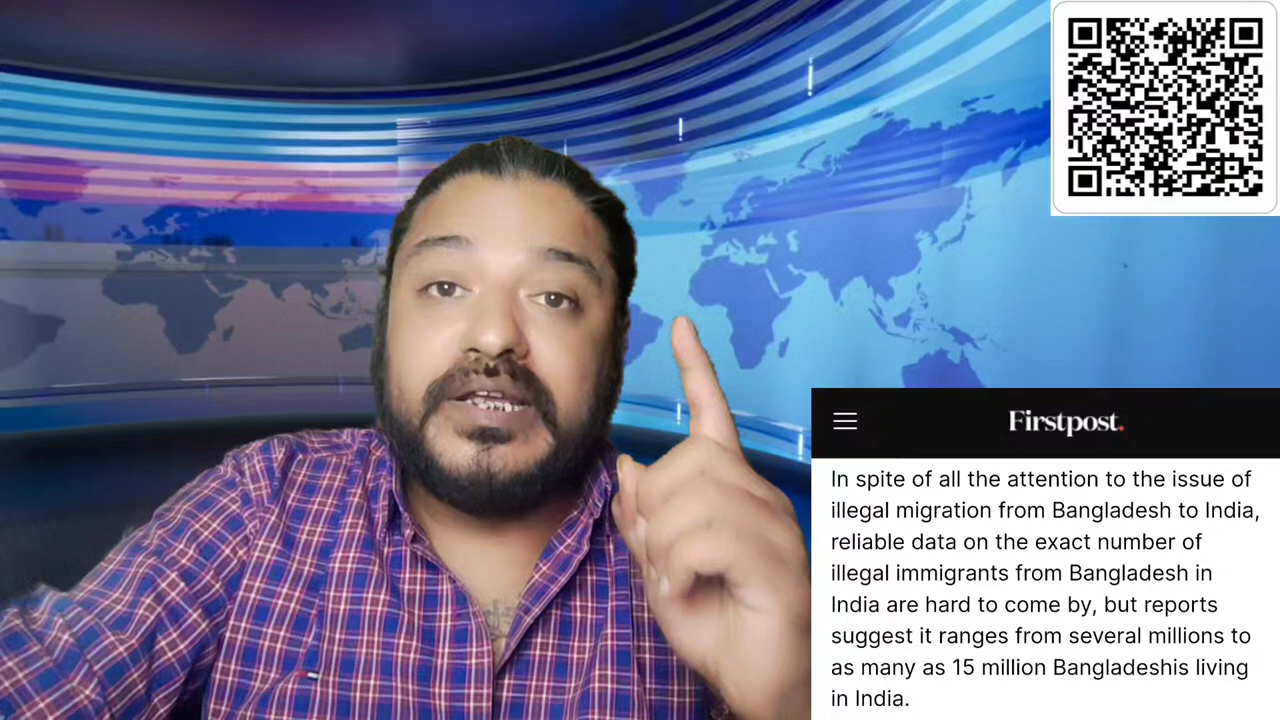 Firstpost.
In spite of all the attention to the issue of
illegal migration from Bangladesh to India,
reliable data on the exact number of
illegal immigrants from Bangladesh in
India are hard to come by, but reports
suggest it ranges from several millions to
as many as 15 million Bangladeshis living
in India.